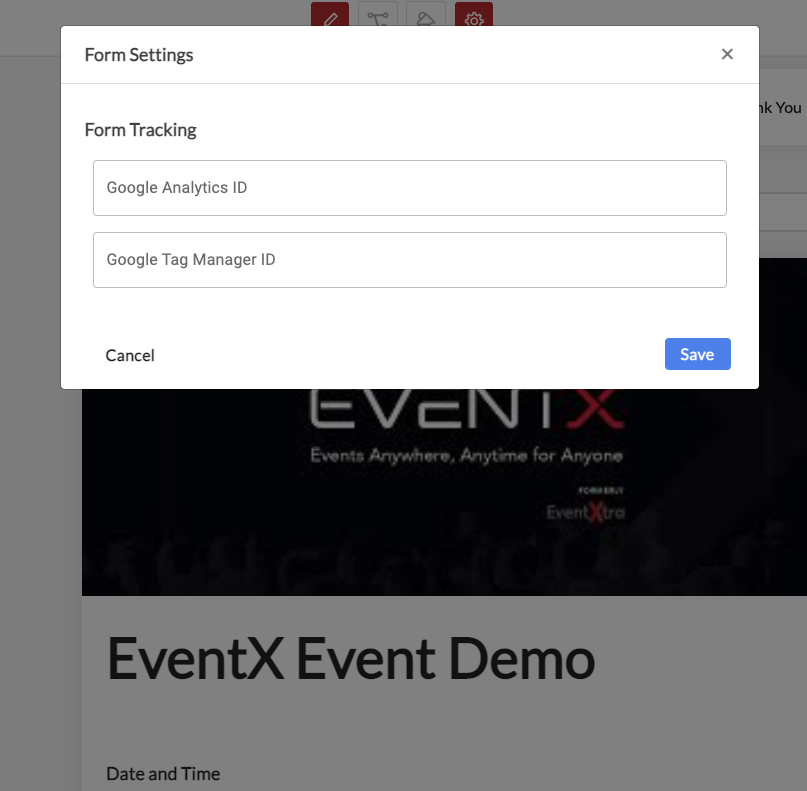 Form Settings
nk You
Form Tracking
Google Analytics ID
Google Tag Manager ID
Cancel
Save
EVENTX
Events Anywhere, Anytime for Anyone
FORMERLY
EventXtra
EventX Event Demo
Date and Time